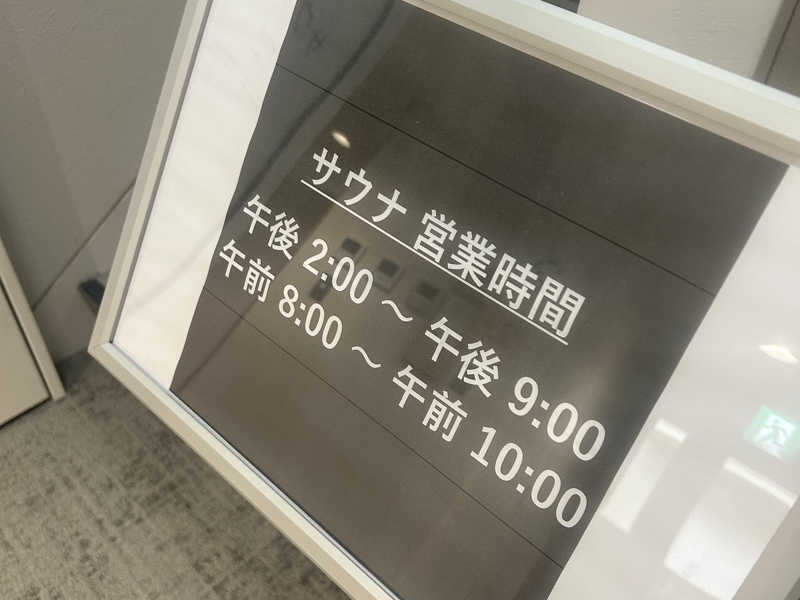 サウナ 営業時間
午後 2:00 ～ 午後 9:00
午前 8:00 ～ 午前 10:00